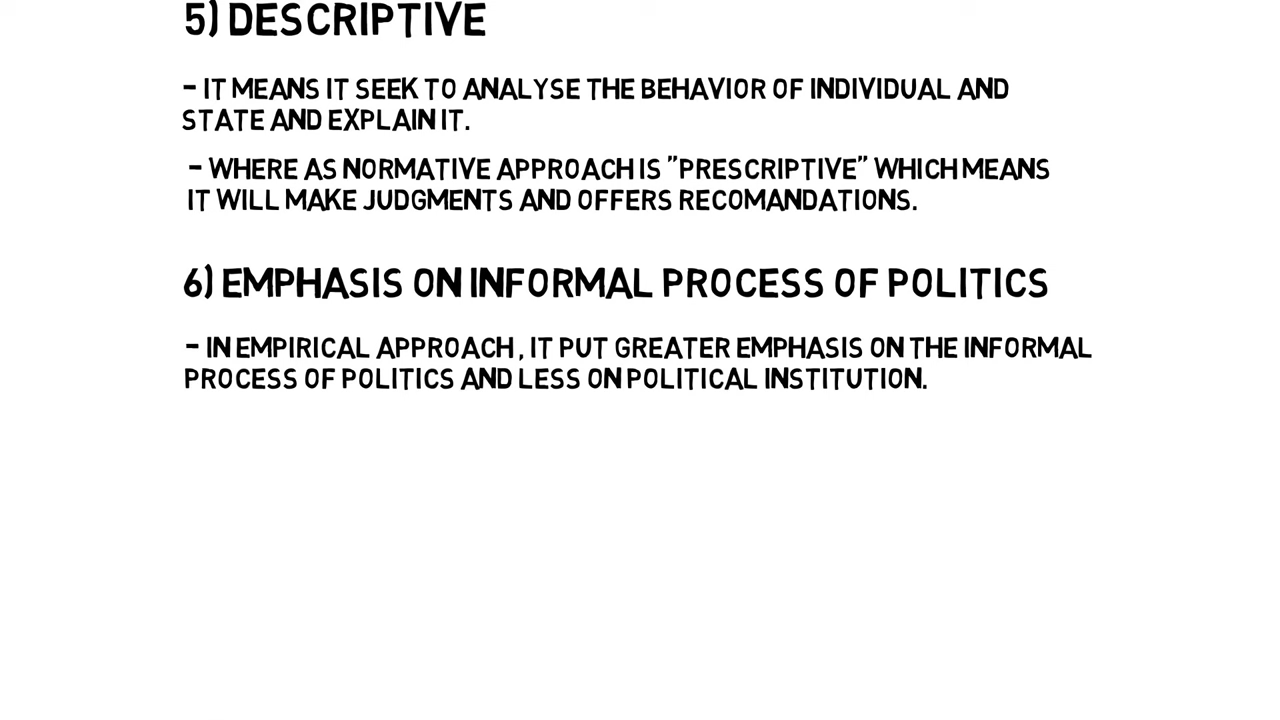 5) DESCRIPTIVE
- IT MEANS IT SEEK TO ANALYSE THE BEHAVIOR OF INDIVIDUAL AND
STATE AND EXPLAIN IT.
- WHERE AS NORMATIVE APPROACH IS "PRESCRIPTIVE" WHICH MEANS
IT WILL MAKE JUDGMENTS AND OFFERS RECOMANDATIONS.
6) EMPHASIS ON INFORMAL PROCESS OF POLITICS
- IN EMPIRICAL APPROACH, IT PUT GREATER EMPHASIS ON THE INFORMAL
PROCESS OF POLITICS AND LESS ON POLITICAL INSTITUTION.